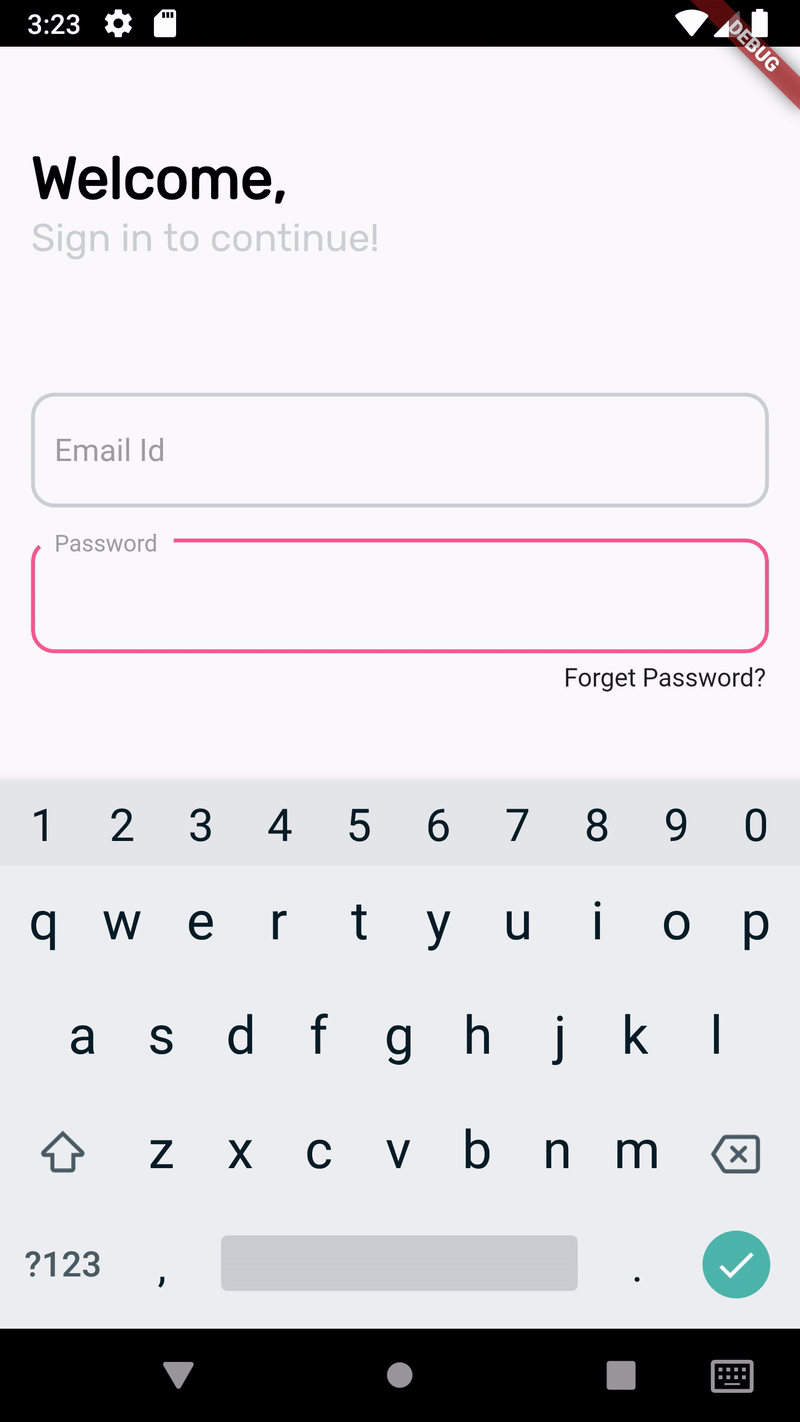 3:23
DEBUG
Welcome,
Sign in to continue!
Email Id
Password
Forget Password?
1 2 3 4 5 6 7 8 9 0
q w e r t y u i o p
a s d f g h j k l
z x c v b n m
?123 , .